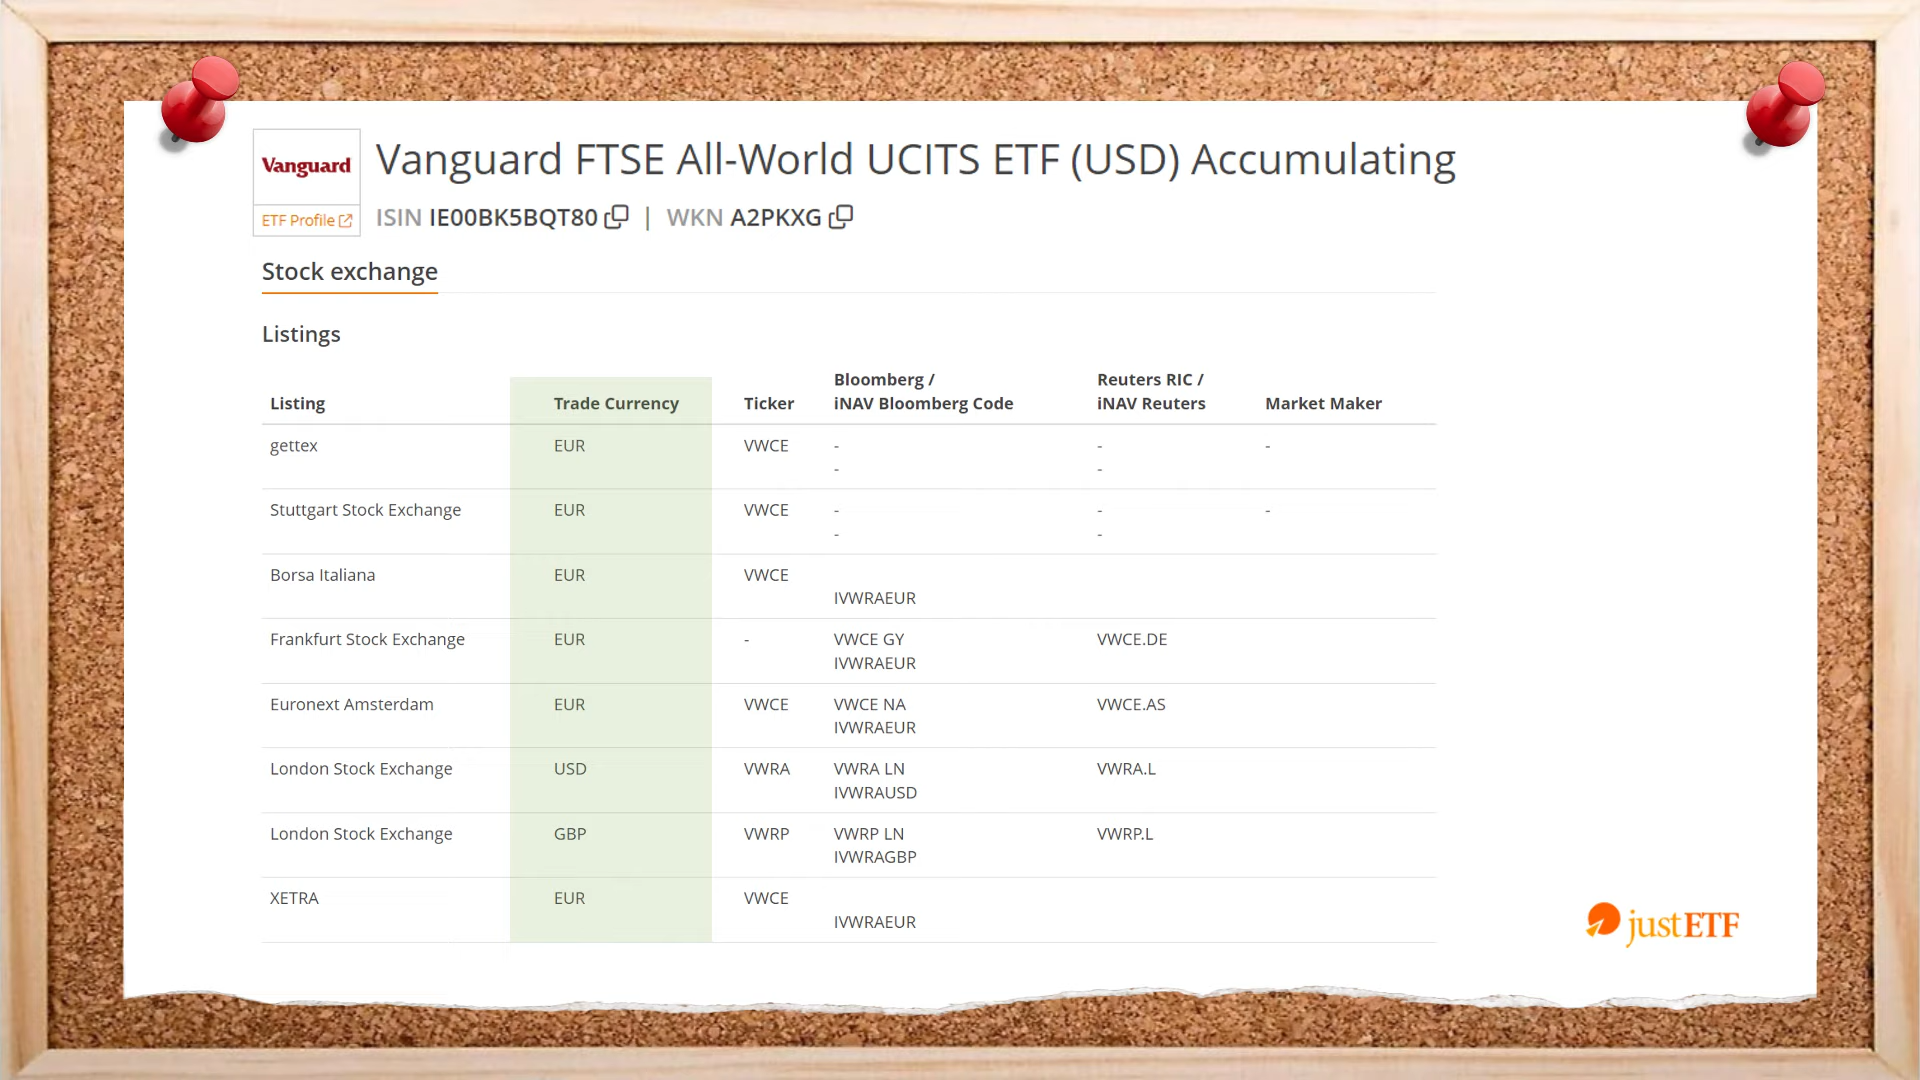 Vanguard
ETF Profile
Vanguard FTSE All-World UCITS ETF (USD) Accumulating
ISIN IE00BK5BQT80 | WKN A2PKXG
Stock exchange
Listings
Listing Trade Currency Ticker Bloomberg / iNAV Bloomberg Code Reuters RIC / iNAV Reuters Market Maker
gettex EUR VWCE - - -
- -
Stuttgart Stock Exchange EUR VWCE - - -
- -
Borsa Italiana EUR VWCE
IVWRAEUR
Frankfurt Stock Exchange EUR - VWCE GY VWCE.DE
IVWRAEUR
Euronext Amsterdam EUR VWCE VWCE NA VWCE.AS
IVWRAEUR
London Stock Exchange USD VWRA VWRA LN VWRA.L
IVWRAUSD
London Stock Exchange GBP VWRP VWRP LN VWRP.L
IVWRAGBP
XETRA EUR VWCE
IVWRAEUR
justETF